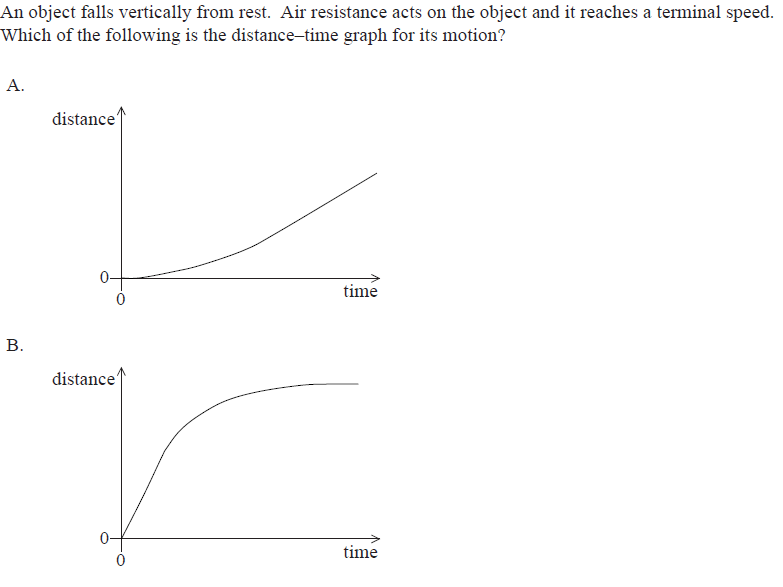 An object falls vertically from rest.  Air resistance acts on the object and it reaches a terminal speed.
Which of the following is the distance–time graph for its motion?
A.
distance
0
time
0
B.
distance
0
time
0